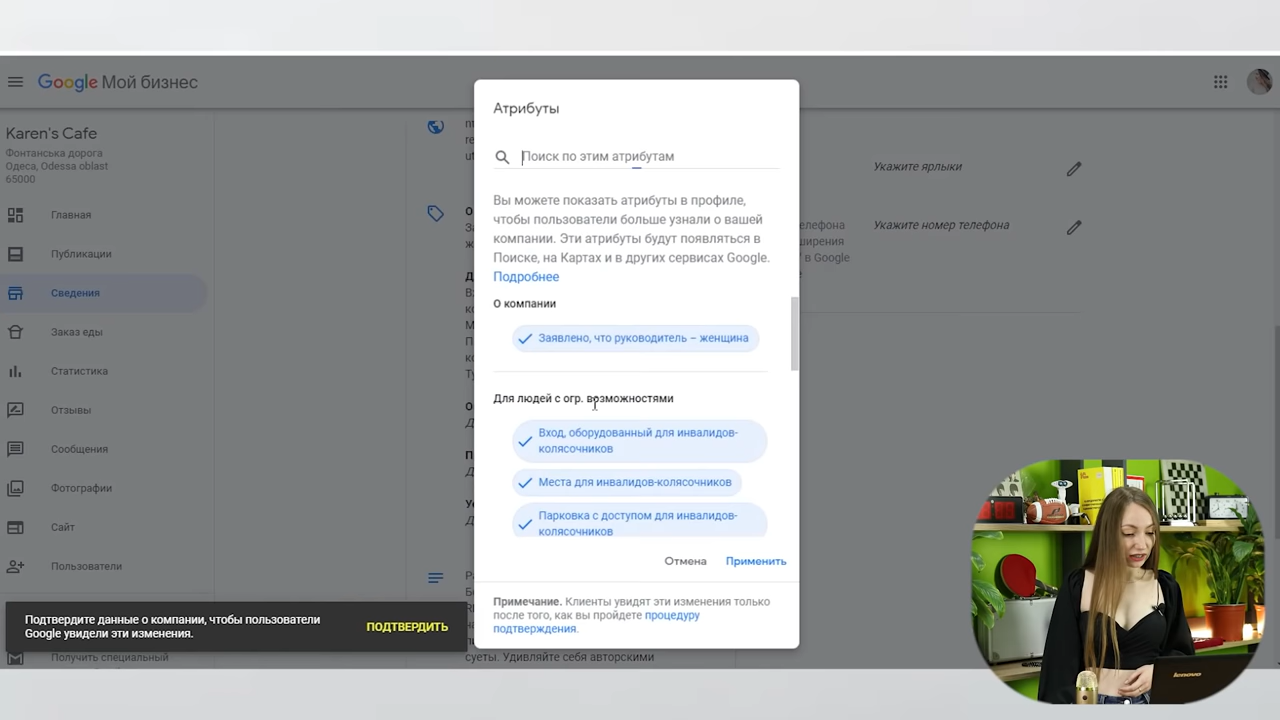 Google Мой бизнес
Karen's Cafe
Фонтанська дорога
Одеса, Odessa oblast
65000
Главная
Публикации
Сведения
Заказ еды
Статистика
Отзывы
Сообщения
Фотографии
Сайт
Пользователи
Получить специальный
Подтвердите данные о компании, чтобы пользователи
Google увидели эти изменения.
ПОДТВЕРДИТЬ
Атрибуты
Поиск по этим атрибутам
Вы можете показать атрибуты в профиле,
чтобы пользователи больше узнали о вашей
компании. Эти атрибуты будут появляться в
Поиске, на Картах и в других сервисах Google.
Подробнее
О компании
Заявлено, что руководитель – женщина
Для людей с огр. возможностями
Вход, оборудованный для инвалидов-
колясочников
Места для инвалидов-колясочников
Парковка с доступом для инвалидов-
колясочников
Отмена
Применить
Примечание. Клиенты увидят эти изменения только
после того, как вы пройдете процедуру
подтверждения.
суеты. Удивляйте себя авторскими
Укажите ярлыки
Укажите номер телефона
в Google
lenovo